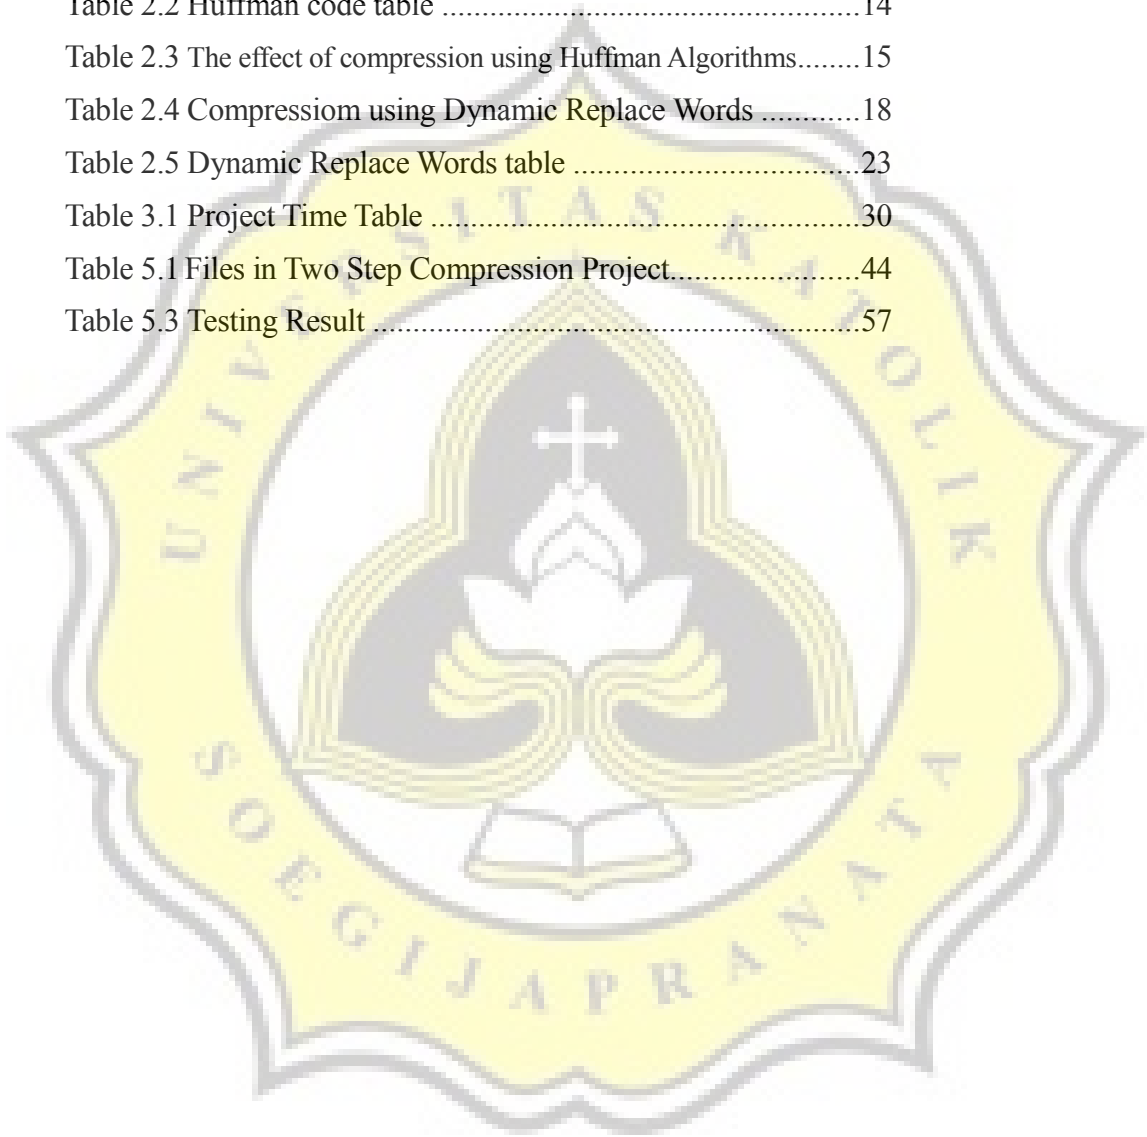 Table 2.2 Huffman code table ............................................14
Table 2.3 The effect of compression using Huffman Algorithms........15
Table 2.4 Compressiom using Dynamic Replace Words ............18
Table 2.5 Dynamic Replace Words table ..............................23
Table 3.1 Project Time Table .............................................30
Table 5.1 Files in Two Step Compression Project....................44
Table 5.3 Testing Result ...................................................57
UNIVERSITAS KATOLIK
SOEGIJAPRANATA